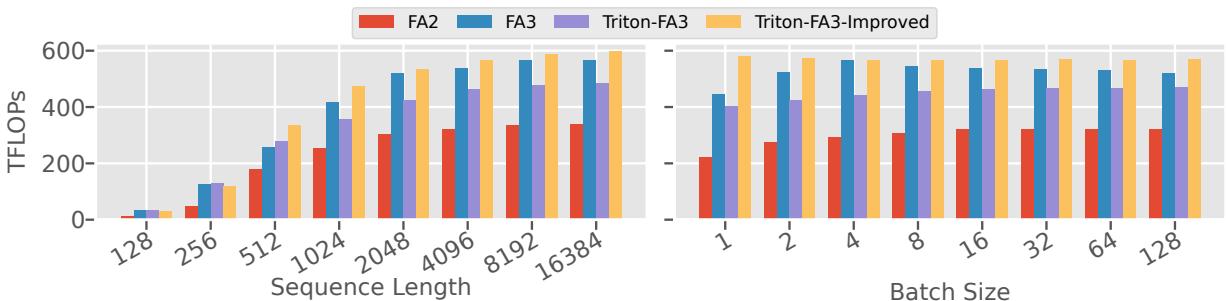 FA2 FA3 Triton-FA3 Triton-FA3-Improved
TFLOPs
600
400
200
0
128 256 512 1024 2048 4096 8192 16384
Sequence Length
1 2 4 8 16 32 64 128
Batch Size